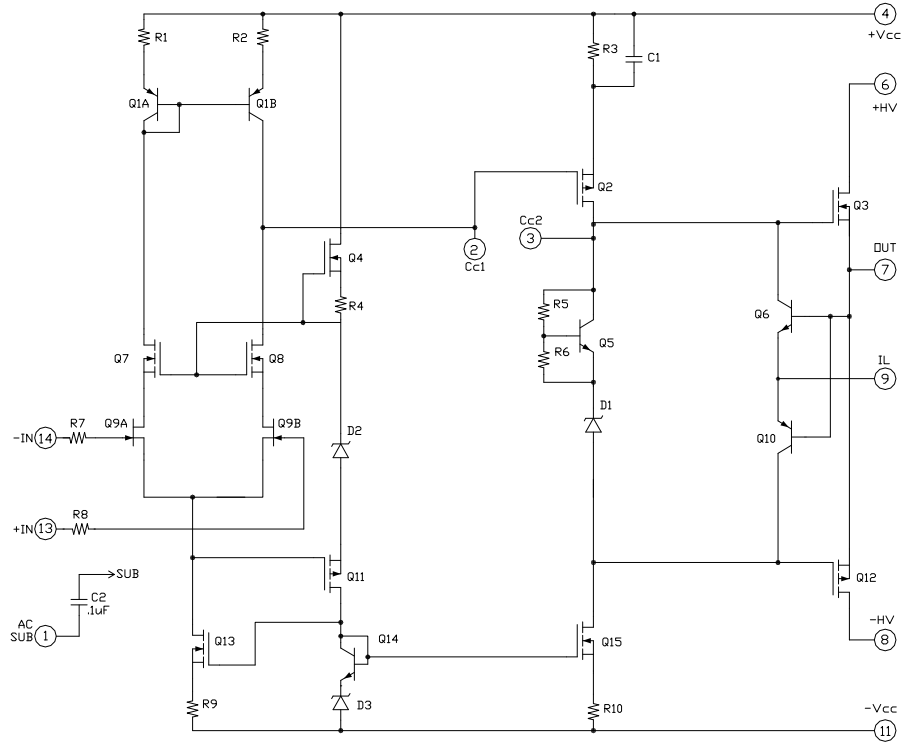 R1
R2
R3
C1
4
+Vcc
Q1A
Q1B
6
+HV
Q2
Q3
Cc2
3
2
Cc1
Q4
OUT
7
R4
R5
Q6
Q7
Q8
R6
Q5
IL
9
D1
-IN
14
R7
Q9A
Q9B
D2
Q10
+IN
13
R8
SUB
Q11
Q12
C2
.1uF
AC
SUB
1
Q13
Q14
Q15
-HV
8
R9
D3
R10
-Vcc
11